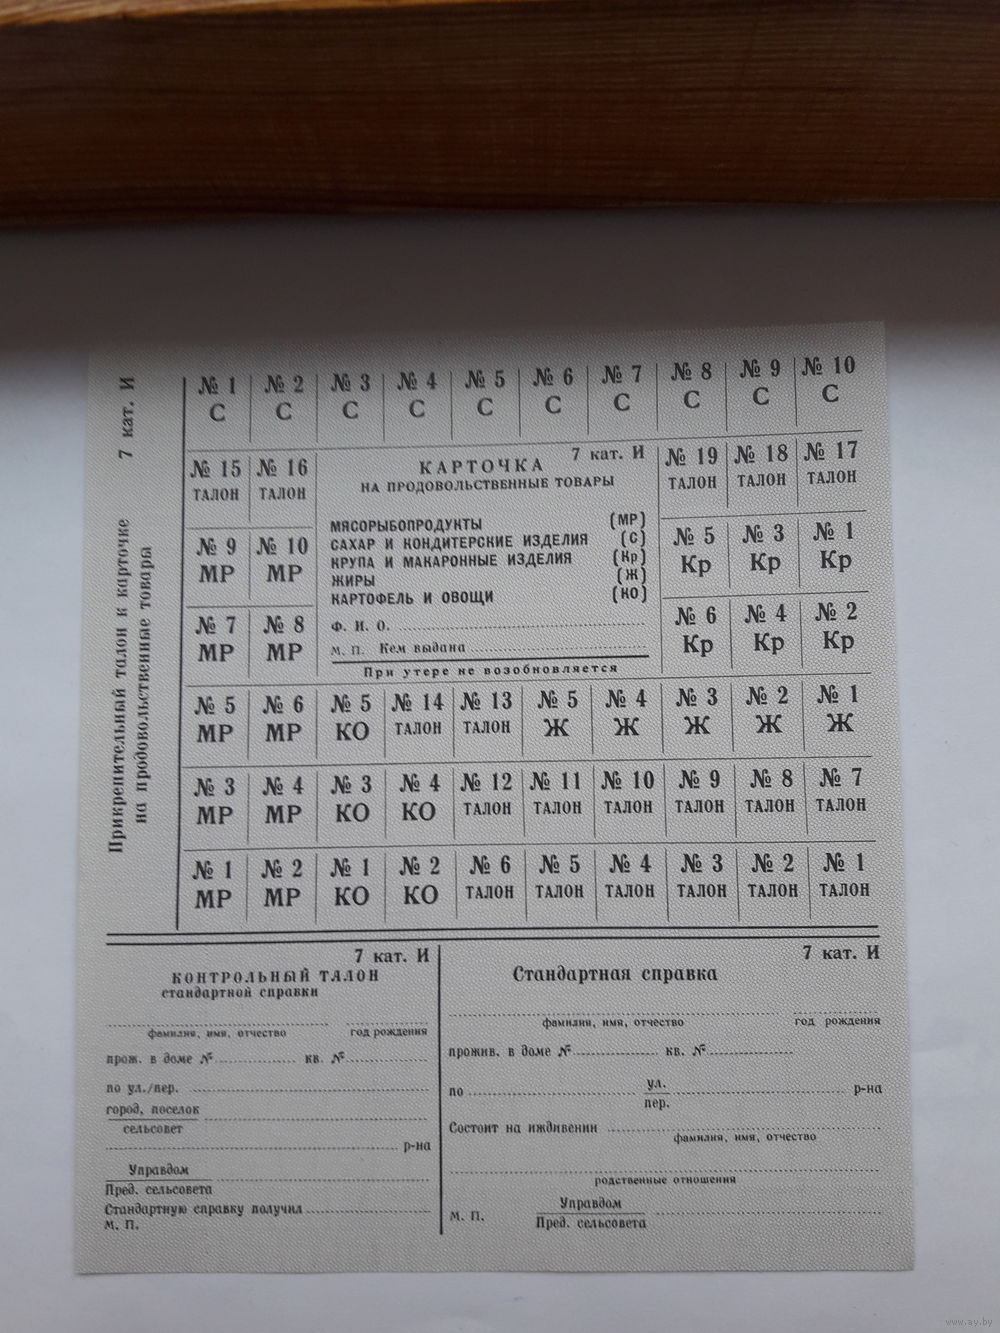 № 1 № 2 № 3 № 4 № 5 № 6 № 7 № 8 № 9 № 10
С С С С С С С С С С
7 кат. И
Прикрепительный талон к карточке
на продовольственные товары
№ 15 № 16
ТАЛОН ТАЛОН
7 кат. И
КАРТОЧКА
НА ПРОДОВОЛЬСТВЕННЫЕ ТОВАРЫ
МЯСОРЫБОПРОДУКТЫ (МР)
САХАР И КОНДИТЕРСКИЕ ИЗДЕЛИЯ (С)
КРУПА И МАКАРОННЫЕ ИЗДЕЛИЯ (Кр)
ЖИРЫ (Ж)
КАРТОФЕЛЬ И ОВОЩИ (КО)
Ф. И. О.
М. П. Кем выдана
При утере не возобновляется
№ 19 № 18 № 17
ТАЛОН ТАЛОН ТАЛОН
№ 9 № 10
МР МР
№ 5 № 3 № 1
Кр Кр Кр
№ 7 № 8
МР МР
№ 6 № 4 № 2
Кр Кр Кр
№ 5 № 6 № 5 № 14 № 13 № 5 № 4 № 3 № 2 № 1
МР МР КО ТАЛОН ТАЛОН Ж Ж Ж Ж Ж
№ 3 № 4 № 3 № 4 № 12 № 11 № 10 № 9 № 8 № 7
МР МР КО КО ТАЛОН ТАЛОН ТАЛОН ТАЛОН ТАЛОН ТАЛОН
№ 1 № 2 № 1 № 2 № 6 № 5 № 4 № 3 № 2 № 1
МР МР КО КО ТАЛОН ТАЛОН ТАЛОН ТАЛОН ТАЛОН ТАЛОН
7 кат. И
КОНТРОЛЬНЫЙ ТАЛОН
стандартной справки
фамилия, имя, отчество год рождения
прож. в доме № кв. №
по ул./пер.
город, поселок
сельсовет
р-на
Управдом
Пред. сельсовета
Стандартную справку получил
М. П.
7 кат. И
Стандартная справка
фамилия, имя, отчество год рождения
прожив. в доме № кв. №
по ул. р-на
пер.
Состоит на иждивении
фамилия, имя, отчество
родственные отношения
М. П. Управдом
Пред. сельсовета
www.ay.by